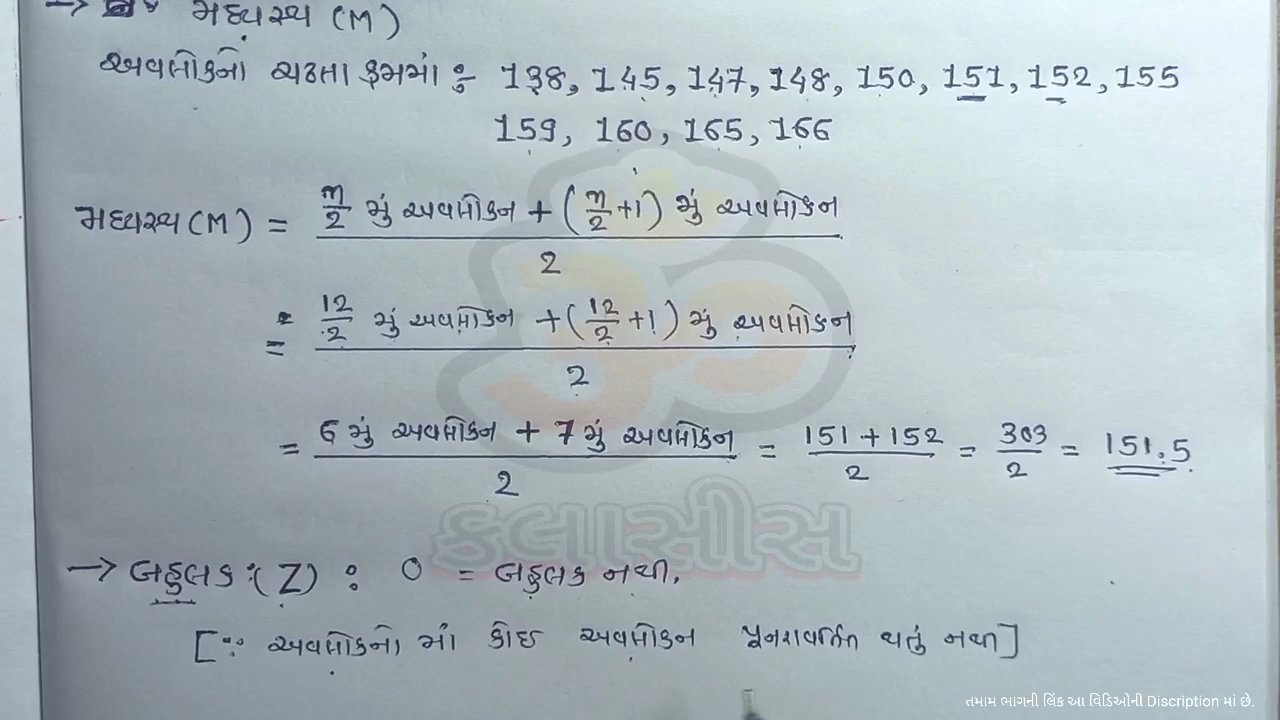 → મધ્યસ્થ (M)
અવલોકનો ચઢતા ક્રમમાં : 138, 145, 147, 148, 150, 151, 152, 155
159, 160, 165, 166
મધ્યસ્થ (M) = n/2 મું અવલોકન + (n/2 +1) મું અવલોકન / 2
= 12/2 મું અવલોકન + (12/2 +1) મું અવલોકન / 2
= 6 મું અવલોકન + 7 મું અવલોકન / 2 = 151 + 152 / 2 = 303/2 = 151.5
ક્લાસીસ
→ બહુલક (Z) : 0 = બહુલક નથી.
[∵ અવલોકનો માં કોઈ અવલોકન પુનરાવર્તિત થતું નથી]
તમામ ભાગની લિંક આ વિડિઓની Discription માં છે.